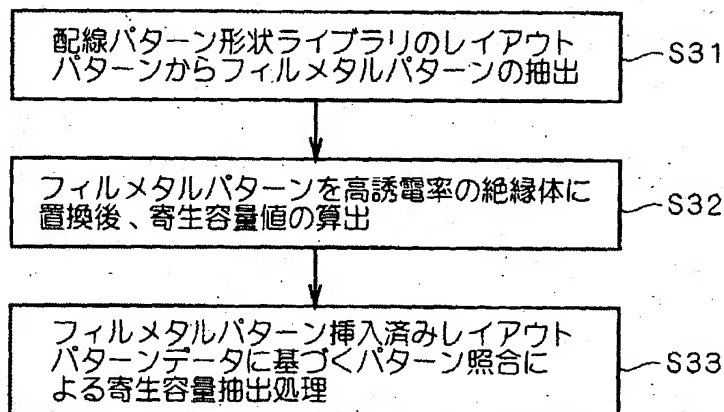 配線パターン形状ライブラリのレイアウト
パターンからフィルメタルパターンの抽出
S31
フィルメタルパターンを高誘電率の絶縁体に
置換後、寄生容量値の算出
S32
フィルメタルパターン挿入済みレイアウト
パターンデータに基づくパターン照合に
よる寄生容量抽出処理
S33